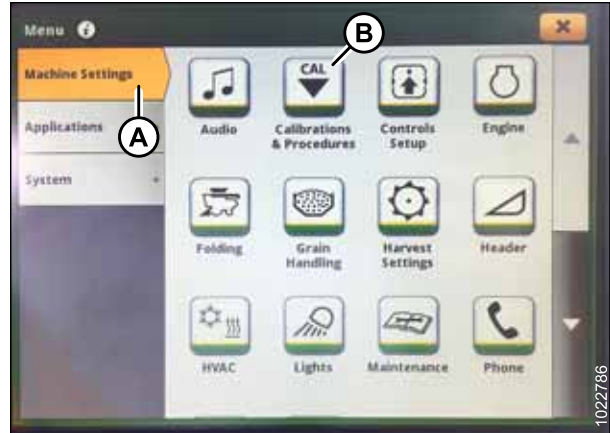 Menu i
B
Machine Settings
A
Applications
System
CAL
Audio
Calibrations
& Procedures
Controls
Setup
Engine
Folding
Grain
Handling
Harvest
Settings
Header
HVAC
Lights
Maintenance
Phone
1022786